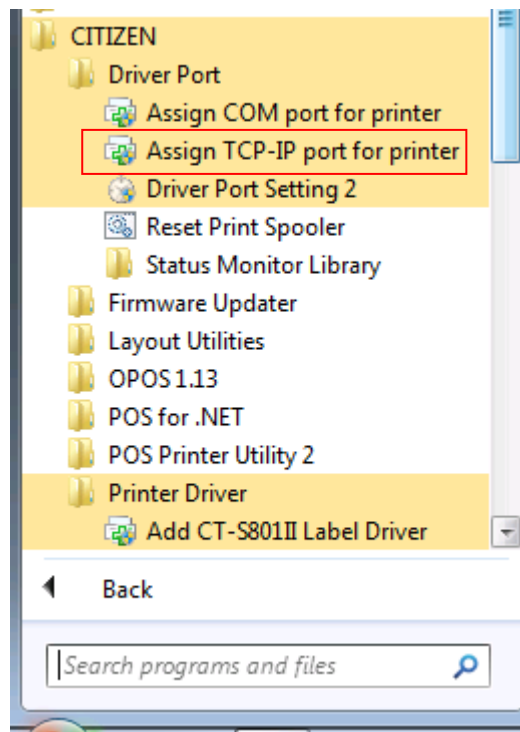 CITIZEN
Driver Port
Assign COM port for printer
Assign TCP-IP port for printer
Driver Port Setting 2
Reset Print Spooler
Status Monitor Library
Firmware Updater
Layout Utilities
OPOS 1.13
POS for .NET
POS Printer Utility 2
Printer Driver
Add CT-S801II Label Driver
Back
Search programs and files